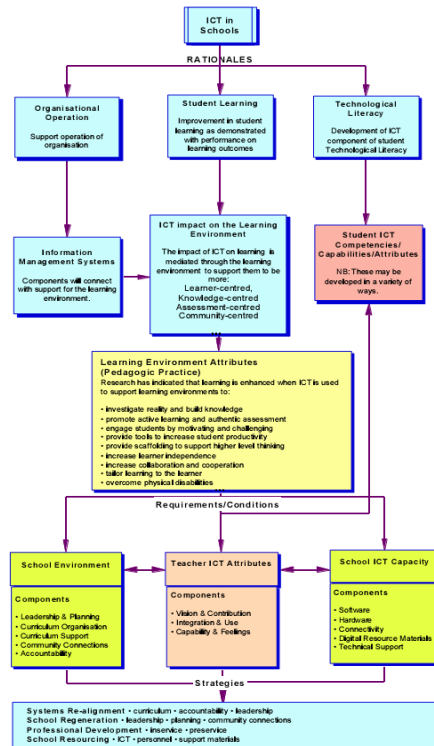 ICT in
Schools
RATIONALES
Organisational
Operation
Support operation of
organisation
Student Learning
Improvement in student
learning as demonstrated
with performance on
learning outcomes
Technological
Literacy
Development of ICT
component of student
Technological Literacy
Information
Management Systems
Components will connect
with support for the learning
environment.
ICT impact on the Learning
Environment
The impact of ICT on learning is
mediated through the learning
environment to support them to be
more:
Learner-centred,
Knowledge-centred
Assessment-centred
Community-centred
...
Student ICT
Competencies/
Capabilities/Attributes
NB: These may be
developed in a variety of
ways.
Learning Environment Attributes
(Pedagogic Practice)
Research has indicated that learning is enhanced when ICT is used
to support learning environments to:
• investigate reality and build knowledge
• promote active learning and authentic assessment
• engage students by motivating and challenging
• provide tools to increase student productivity
• provide scaffolding to support higher level thinking
• increase learner independence
• increase collaboration and cooperation
• tailor learning to the learner
• overcome physical disabilities
Requirements/Conditions
School Environment
Components
• Leadership & Planning
• Curriculum Organisation
• Curriculum Support
• Community Connections
• Accountability
Teacher ICT Attributes
Components
• Vision & Contribution
• Integration & Use
• Capability & Feelings
School ICT Capacity
Components
• Software
• Hardware
• Connectivity
• Digital Resource Materials
• Technical Support
Strategies
Systems Re-alignment • curriculum • accountability • leadership
School Regeneration • leadership • planning • community connections
Professional Development • inservice • preservice
School Resourcing • ICT • personnel • support materials